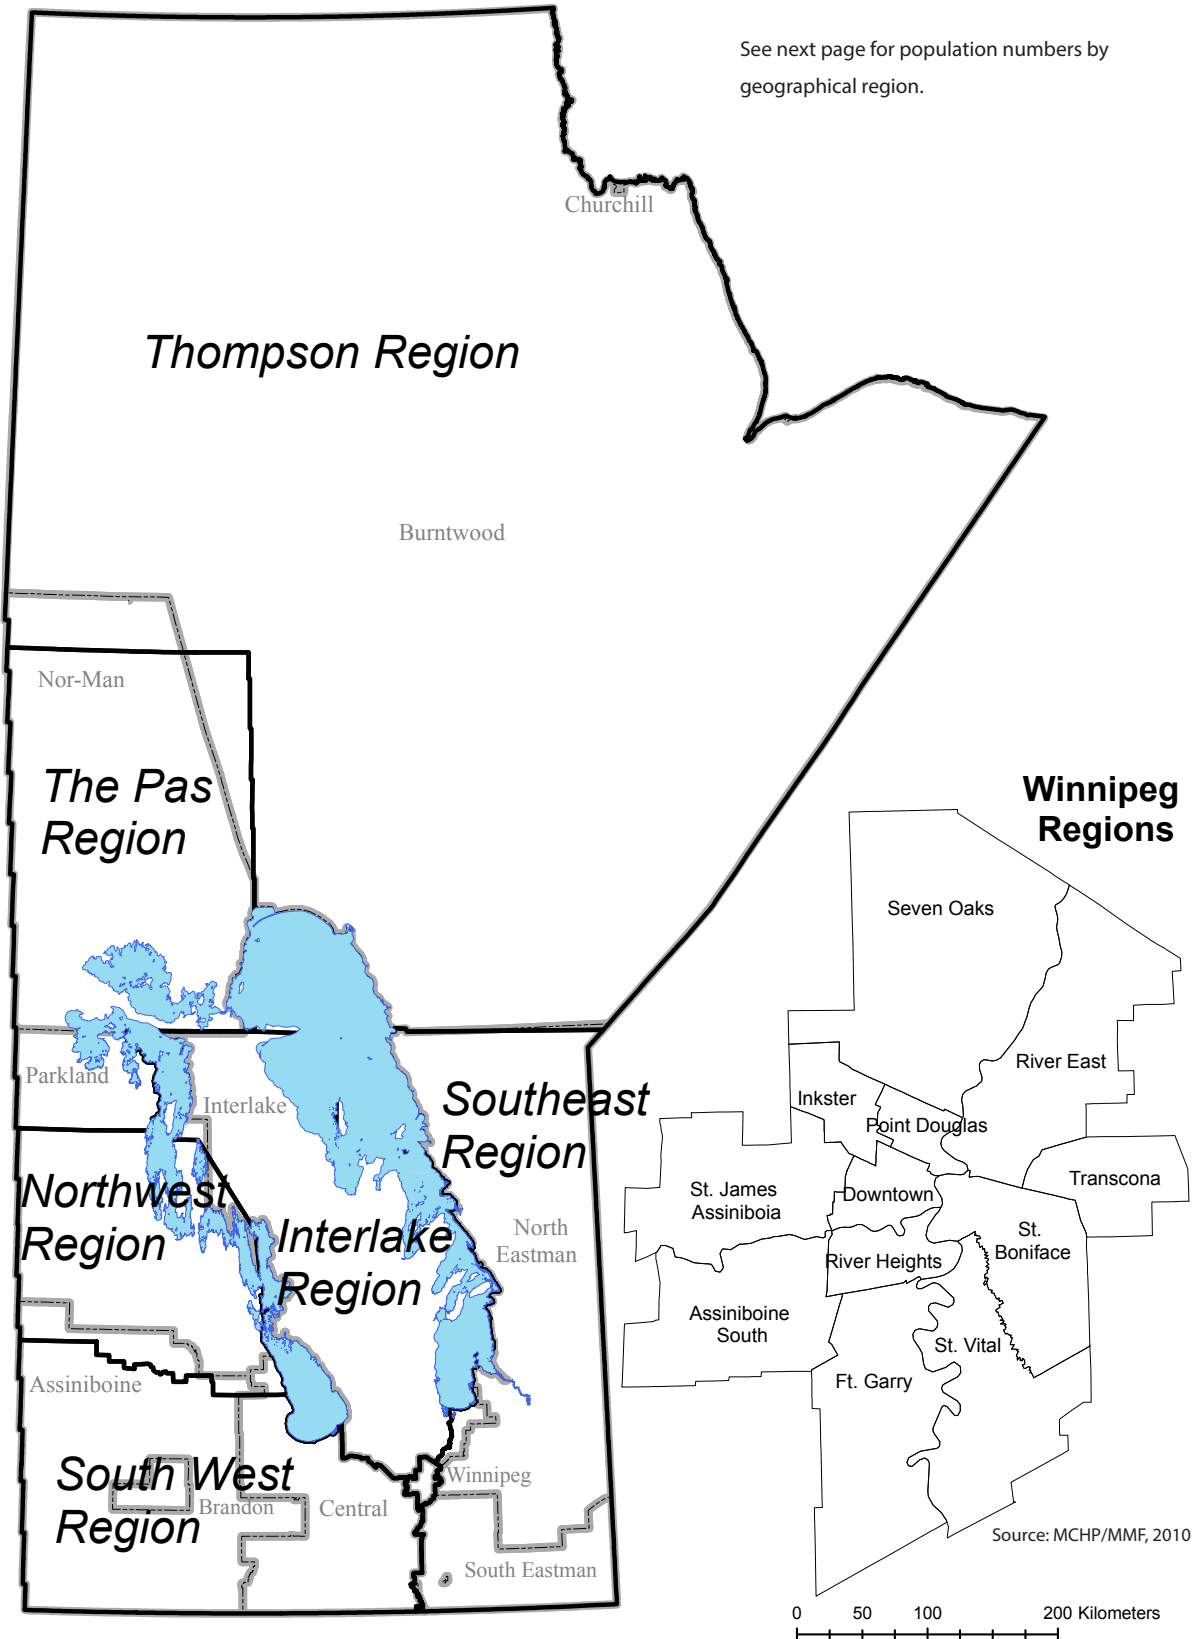 See next page for population numbers by
geographical region.
Churchill
Thompson Region
Burntwood
Nor-Man
The Pas
Region
Parkland
Interlake
Southeast
Region
Northwest
Region
Interlake
Region
North
Eastman
Assiniboine
South West
Region
Brandon
Central
Winnipeg
South Eastman
Winnipeg
Regions
Seven Oaks
River East
Inkster
Point Douglas
Transcona
St. James
Assiniboia
Downtown
St.
Boniface
River Heights
Assiniboine
South
St. Vital
Ft. Garry
Source: MCHP/MMF, 2010
0 50 100 200 Kilometers